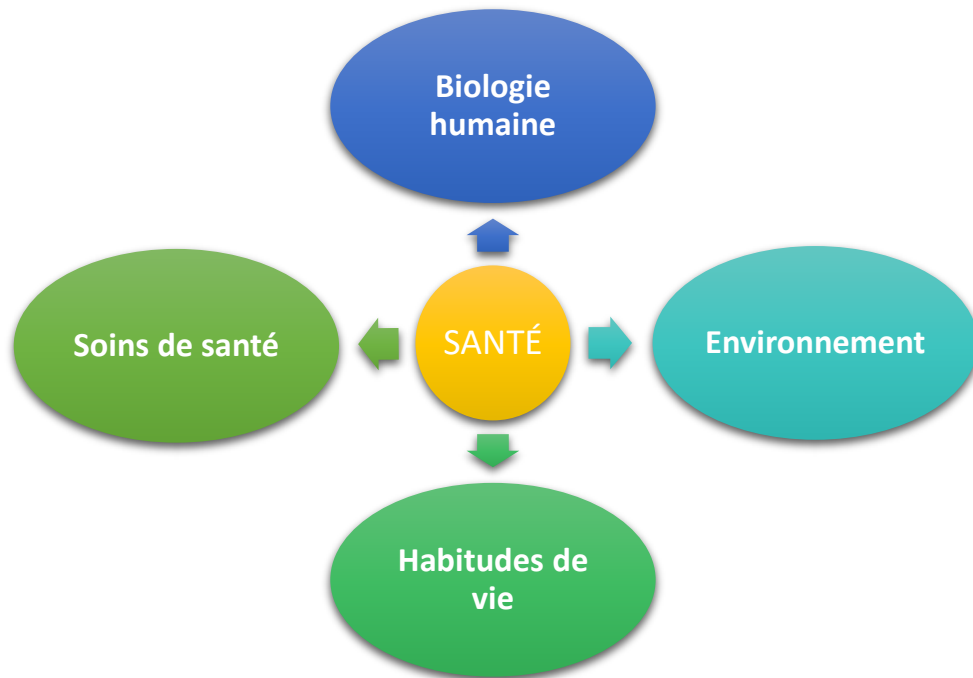 Biologie
humaine
Soins de santé
SANTÉ
Environnement
Habitudes de
vie